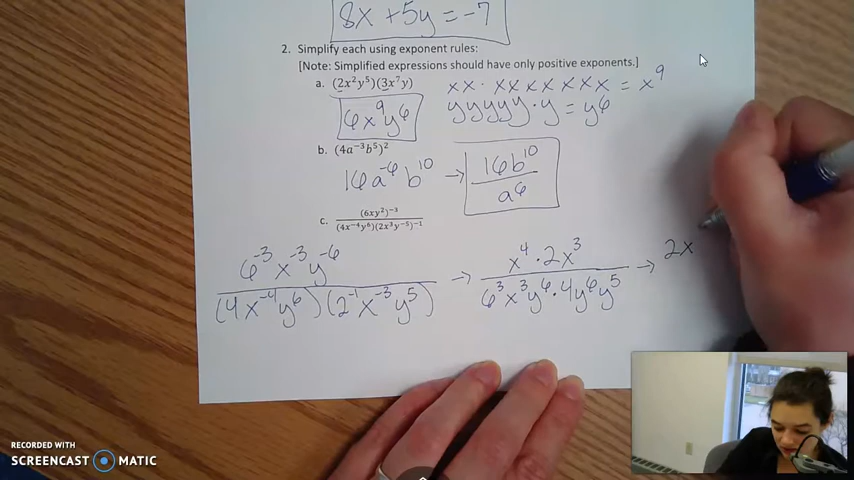 8x + 5y = -7
2. Simplify each using exponent rules:
[Note: Simplified expressions should have only positive exponents.]
a. (2x²y⁵)(3x⁷y)
xx · xxxxxxx = x⁹
6x⁹y⁶
yyyyy · y = y⁶
b. (4a⁻³b⁵)²
16a⁻⁶b¹⁰ → 16b¹⁰/a⁶
c. (6xy²)⁻³/(4x⁻⁴y⁶)(2x³y⁻⁵)⁻¹
6⁻³x⁻³y⁻⁶/(4x⁻⁴y⁶)(2⁻¹x⁻³y⁵) → x⁴·2x³/6³x³y⁶·4y⁶y⁵ → 2x
RECORDED WITH
SCREENCAST MATIC